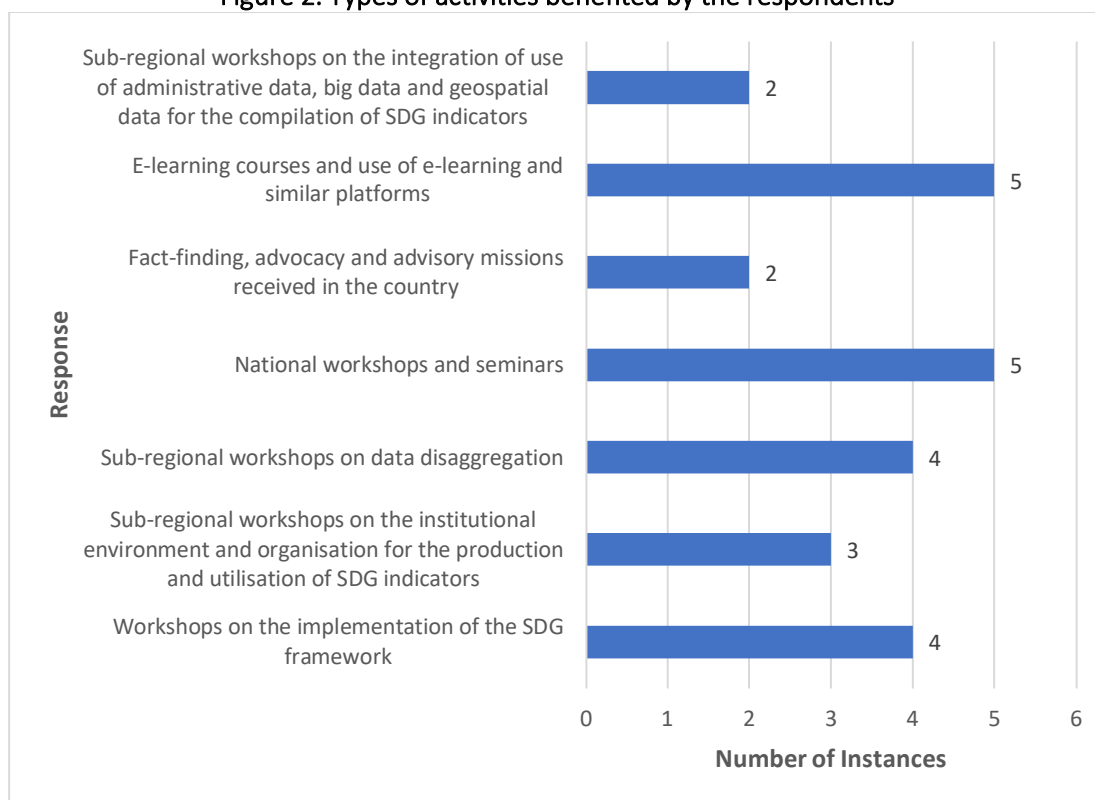 Figure 2: Types of activities benefited by the respondents
Sub-regional workshops on the integration of use
of administrative data, big data and geospatial
data for the compilation of SDG indicators
2
E-learning courses and use of e-learning and
similar platforms
5
Fact-finding, advocacy and advisory missions
received in the country
2
National workshops and seminars
5
Sub-regional workshops on data disaggregation
4
Sub-regional workshops on the institutional
environment and organisation for the production
and utilisation of SDG indicators
3
Workshops on the implementation of the SDG
framework
4
Response
0 1 2 3 4 5 6
Number of Instances